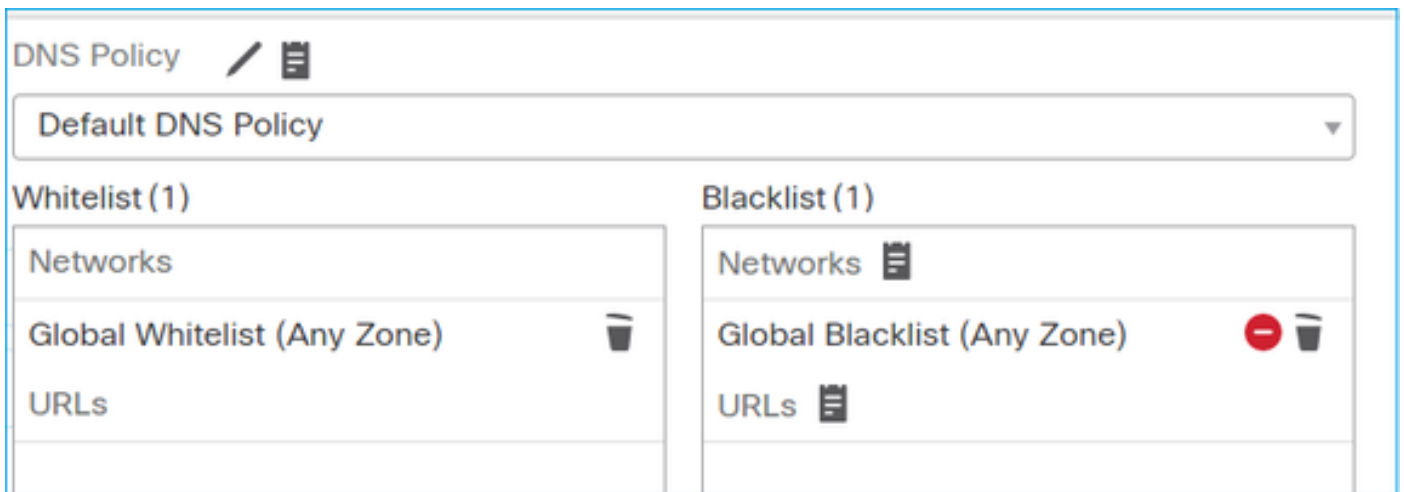 DNS Policy
Default DNS Policy
Whitelist (1)
Networks
Global Whitelist (Any Zone)
URLs
Blacklist (1)
Networks
Global Blacklist (Any Zone)
URLs